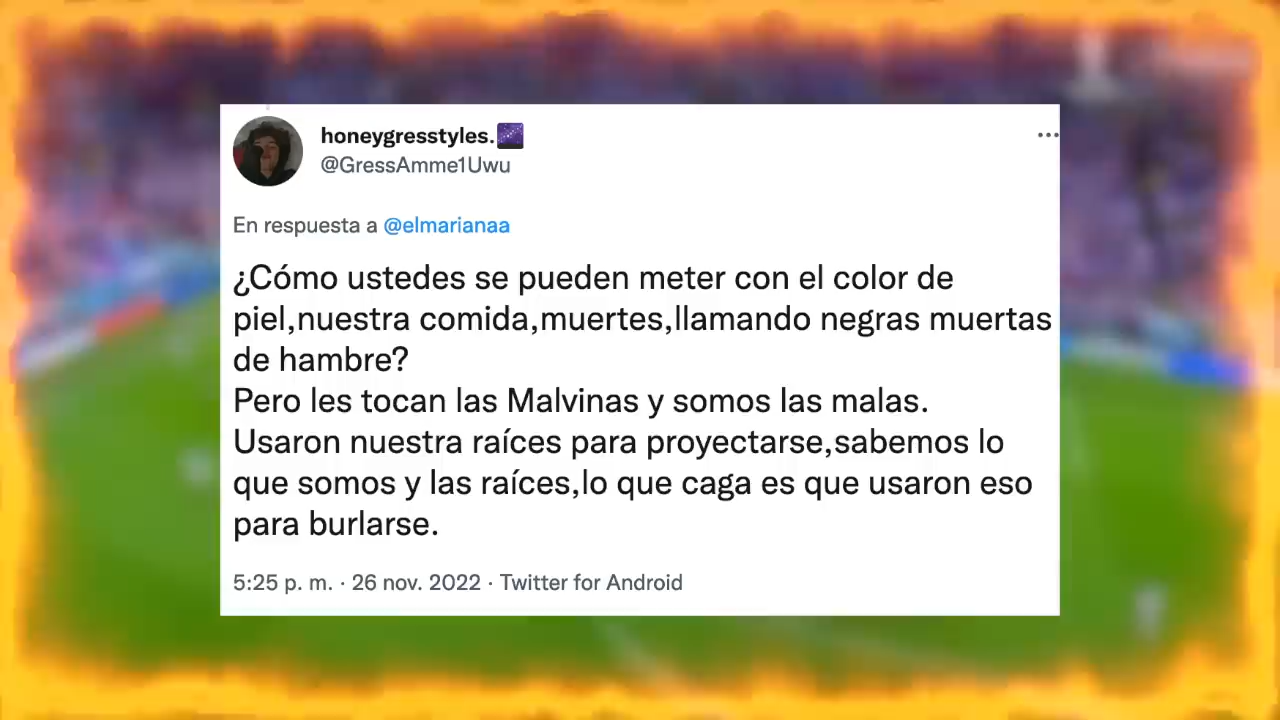 honeygresstyles.
@GressAmme1Uwu
En respuesta a @elmarianaa
¿Cómo ustedes se pueden meter con el color de
piel,nuestra comida,muertes,llamando negras muertas
de hambre?
Pero les tocan las Malvinas y somos las malas.
Usaron nuestra raíces para proyectarse,sabemos lo
que somos y las raíces,lo que caga es que usaron eso
para burlarse.
5:25 p. m. · 26 nov. 2022 · Twitter for Android